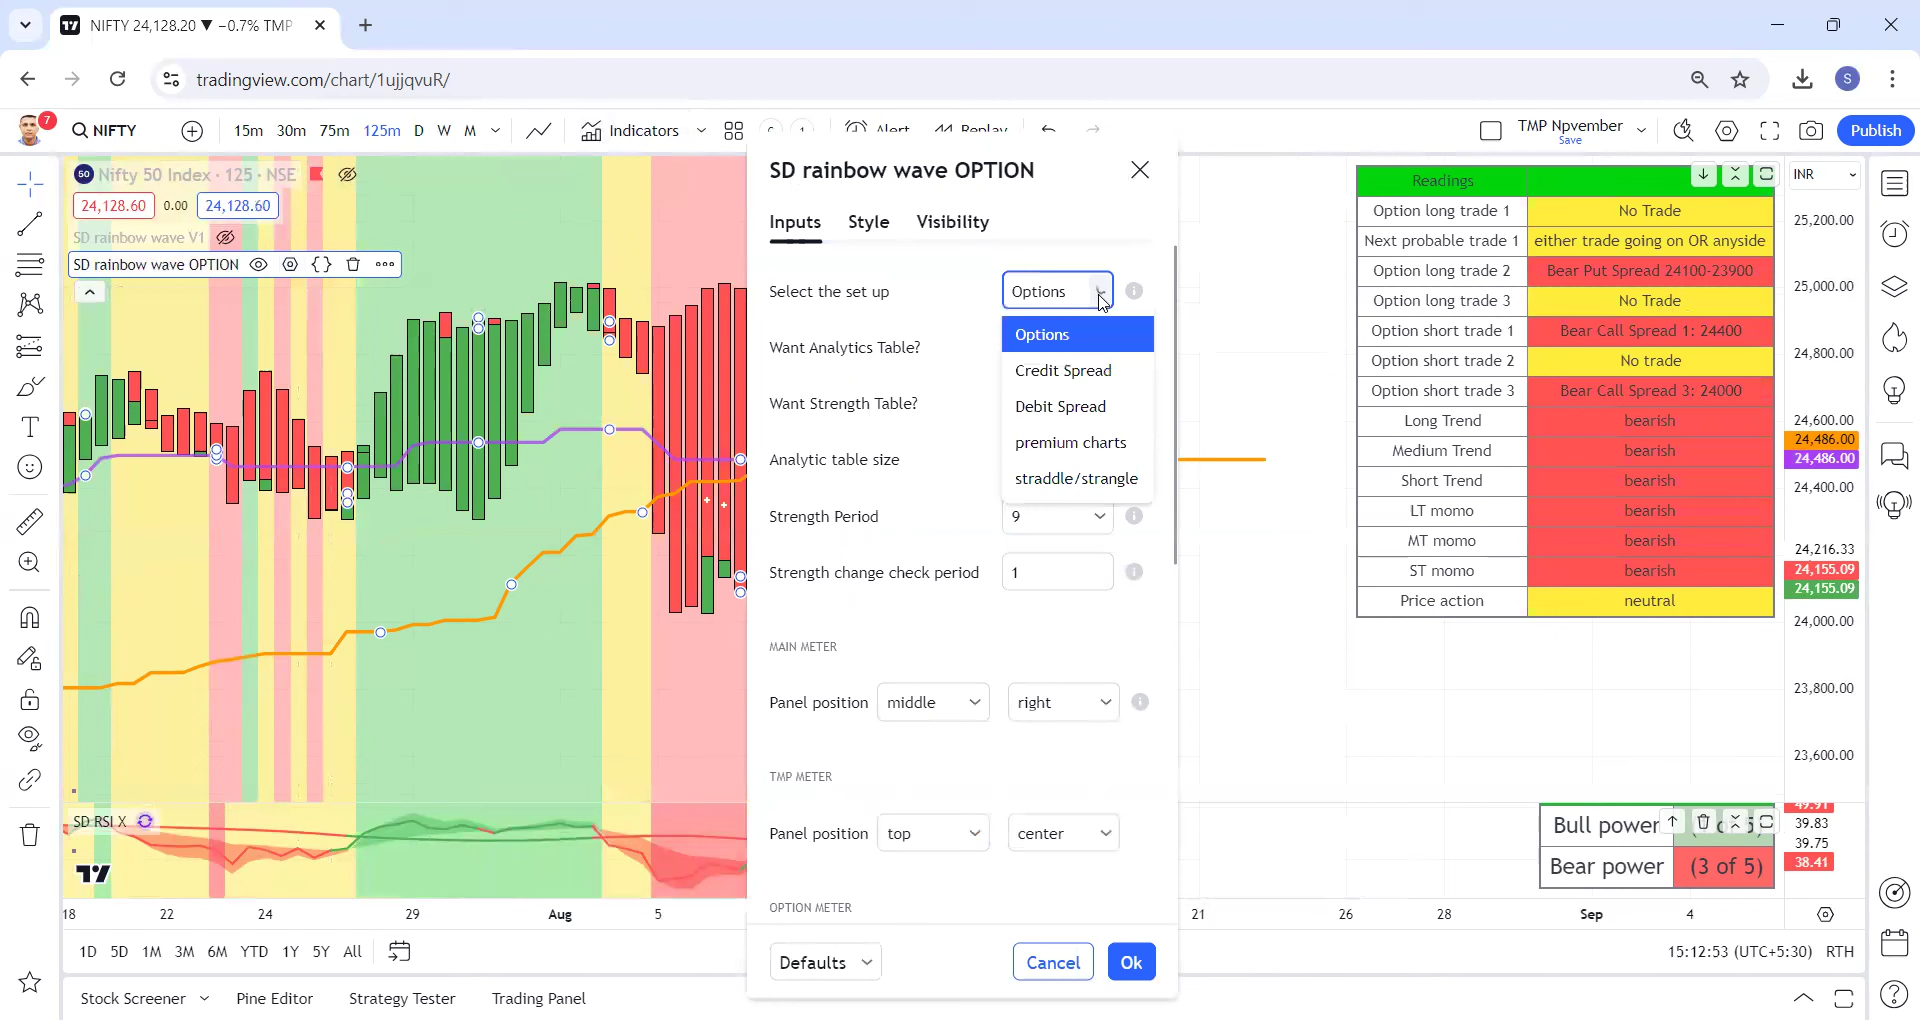 NIFTY 24,128.20 ▼ −0.7% TMP
tradingview.com/chart/1ujjqvuR/
S
7
NIFTY
15m 30m 75m 125m D W M
Indicators
Alert
Replay
TMP Npvember
Save
Publish
50 Nifty 50 Index · 125 · NSE
24,128.60 0.00 24,128.60
SD rainbow wave V1
SD rainbow wave OPTION
SD RSI X
SD rainbow wave OPTION
Inputs Style Visibility
Select the set up Options
Options
Credit Spread
Debit Spread
premium charts
straddle/strangle
Want Analytics Table?
Want Strength Table?
Analytic table size
Strength Period 9
Strength change check period 1
MAIN METER
Panel position middle right
TMP METER
Panel position top center
OPTION METER
Defaults Cancel Ok
Readings
Option long trade 1 No Trade
Next probable trade 1 either trade going on OR anyside
Option long trade 2 Bear Put Spread 24100-23900
Option long trade 3 No Trade
Option short trade 1 Bear Call Spread 1: 24400
Option short trade 2 No trade
Option short trade 3 Bear Call Spread 3: 24000
Long Trend bearish
Medium Trend bearish
Short Trend bearish
LT momo bearish
MT momo bearish
ST momo bearish
Price action neutral
INR
25,200.00
25,000.00
24,800.00
24,600.00
24,486.00
24,486.00
24,400.00
24,216.33
24,155.09
24,155.09
24,000.00
23,800.00
23,600.00
49.91
39.83
39.75
38.41
Bull power
Bear power (3 of 5)
18 22 24 29 Aug 5 21 26 28 Sep 4
1D 5D 1M 3M 6M YTD 1Y 5Y All
15:12:53 (UTC+5:30) RTH
Stock Screener Pine Editor Strategy Tester Trading Panel